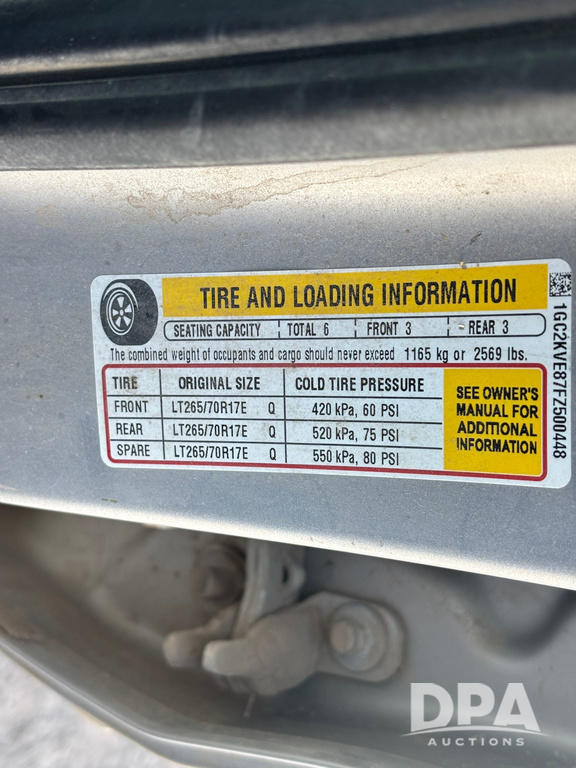 TIRE AND LOADING INFORMATION
SEATING CAPACITY TOTAL 6 FRONT 3 REAR 3
The combined weight of occupants and cargo should never exceed 1165 kg or 2569 lbs.
TIRE ORIGINAL SIZE COLD TIRE PRESSURE
FRONT LT265/70R17E Q 420 kPa, 60 PSI
REAR LT265/70R17E Q 520 kPa, 75 PSI
SPARE LT265/70R17E Q 550 kPa, 80 PSI
SEE OWNER'S
MANUAL FOR
ADDITIONAL
INFORMATION
1GC2KVE87FZ500448
DPA
AUCTIONS